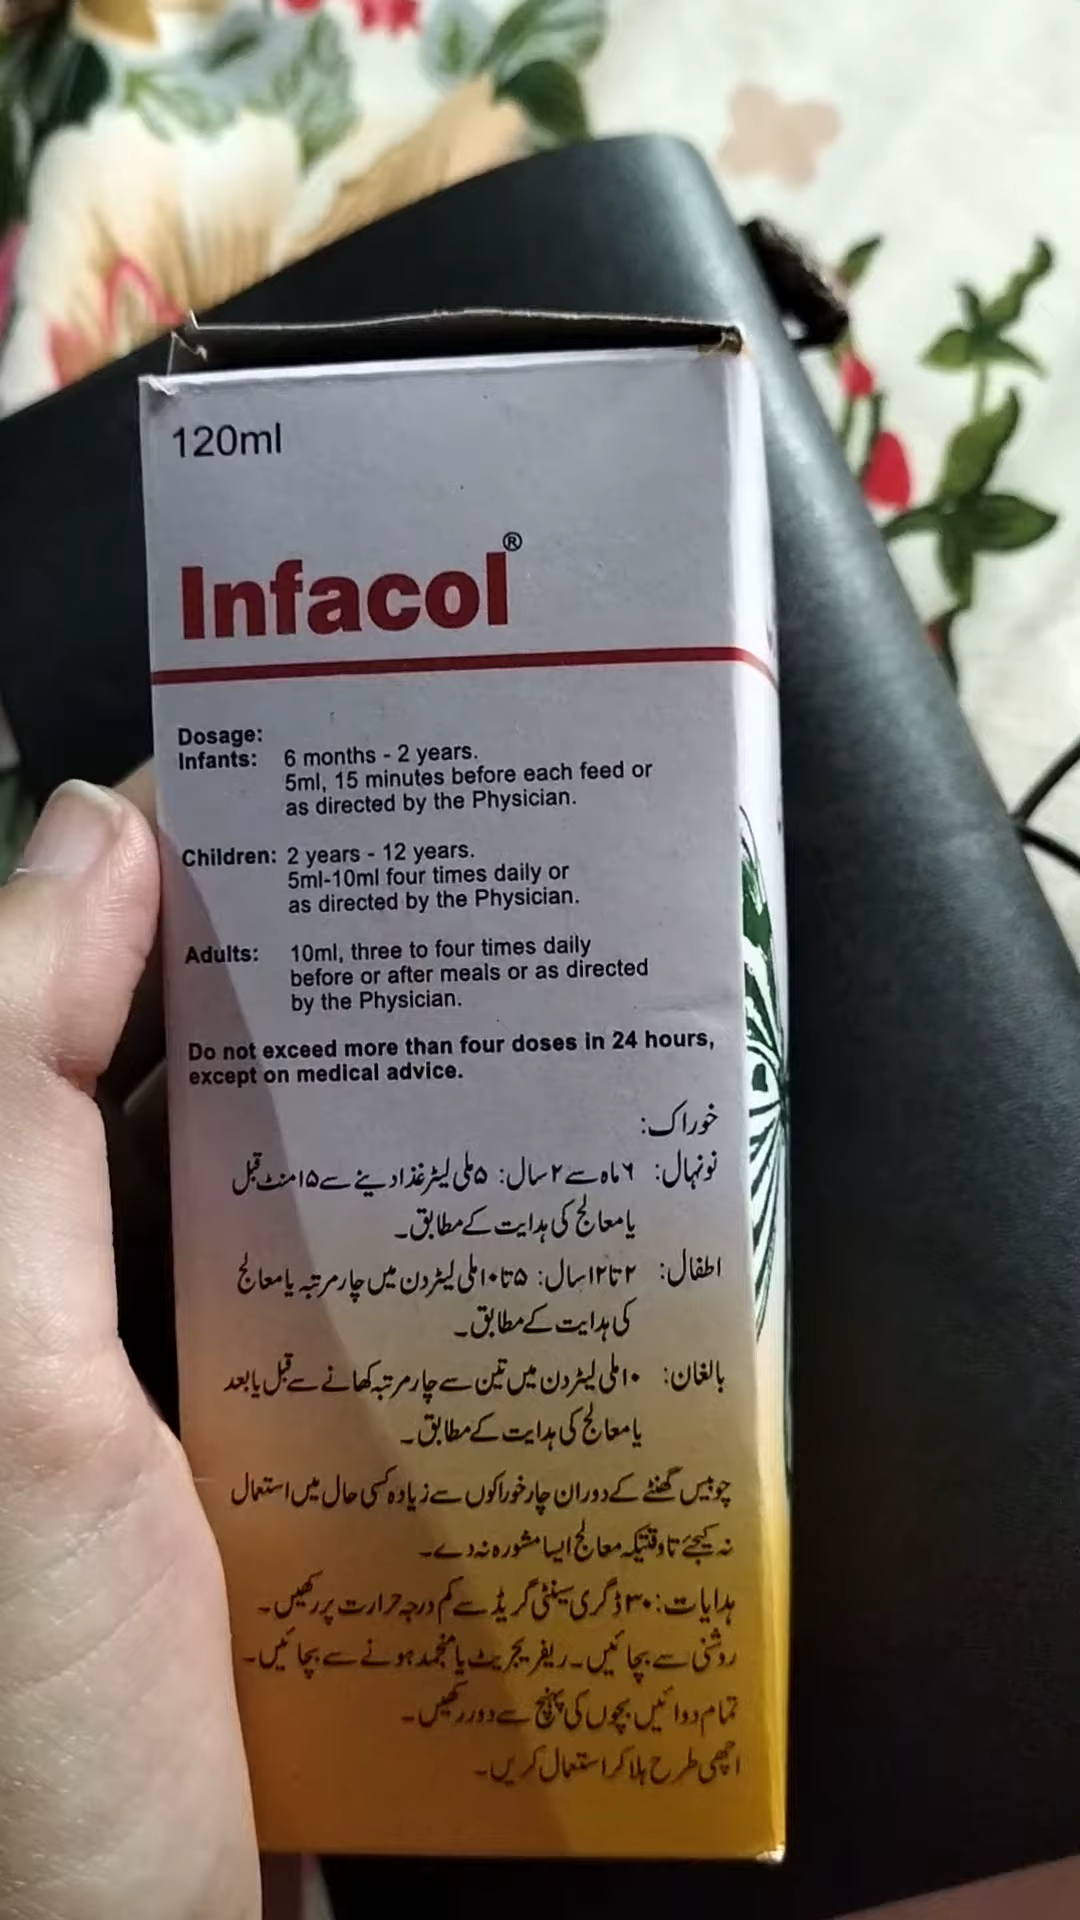 120ml
Infacol®
Dosage:
Infants: 6 months - 2 years.
5ml, 15 minutes before each feed or
as directed by the Physician.
Children: 2 years - 12 years.
5ml-10ml four times daily or
as directed by the Physician.
Adults: 10ml, three to four times daily
before or after meals or as directed
by the Physician.
Do not exceed more than four doses in 24 hours,
except on medical advice.
خوراک:
نونہال: ۶ ماہ سے ۲ سال: ۵ ملی لیٹر غذا دینے سے ۱۵ منٹ قبل
یا معالج کی ہدایت کے مطابق۔
اطفال: ۲ تا ۱۲ سال: ۵ تا ۱۰ ملی لیٹر دن میں چار مرتبہ یا معالج
کی ہدایت کے مطابق۔
بالغان: ۱۰ ملی لیٹر دن میں تین سے چار مرتبہ کھانے سے قبل یا بعد
یا معالج کی ہدایت کے مطابق۔
چوبیس گھنٹے کے دوران چار خوراکوں سے زیادہ کسی حال میں استعمال
نہ کیجئے تاوقتیکہ معالج ایسا مشورہ نہ دے۔
ہدایات: ۳۰ ڈگری سینٹی گریڈ سے کم درجہ حرارت پر رکھیں۔
روشنی سے بچائیں۔ ریفریجریٹ یا منجمد ہونے سے بچائیں۔
تمام دوائیں بچوں کی پہنچ سے دور رکھیں۔
اچھی طرح ہلا کر استعمال کریں۔